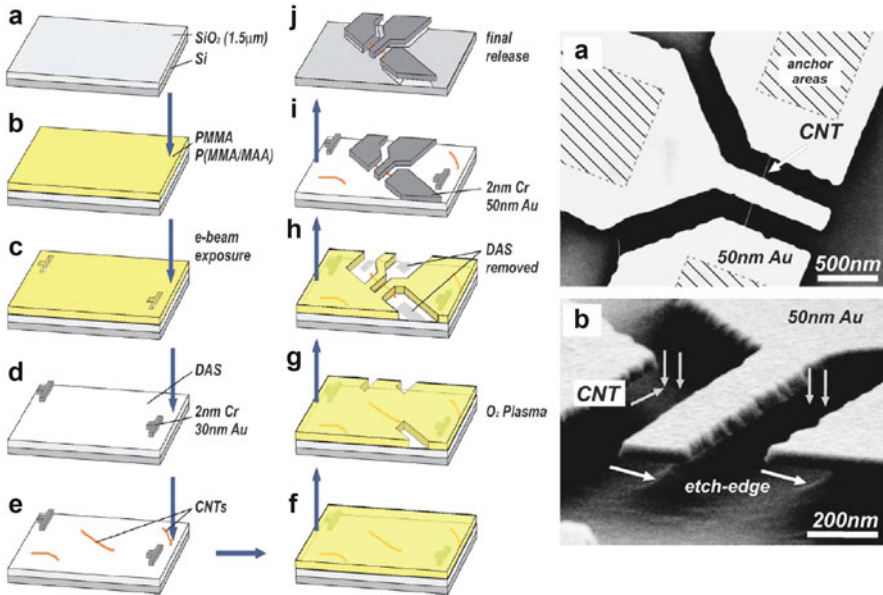 a
SiO₂ (1.5μm)
Si
b
PMMA
P(MMA/MAA)
c
e-beam
exposure
d
DAS
2nm Cr
30nm Au
e
CNTs
j
final
release
i
2nm Cr
50nm Au
h
DAS
removed
g
O₂ Plasma
f
a
anchor
areas
CNT
50nm Au
500nm
b
50nm Au
CNT
etch-edge
200nm